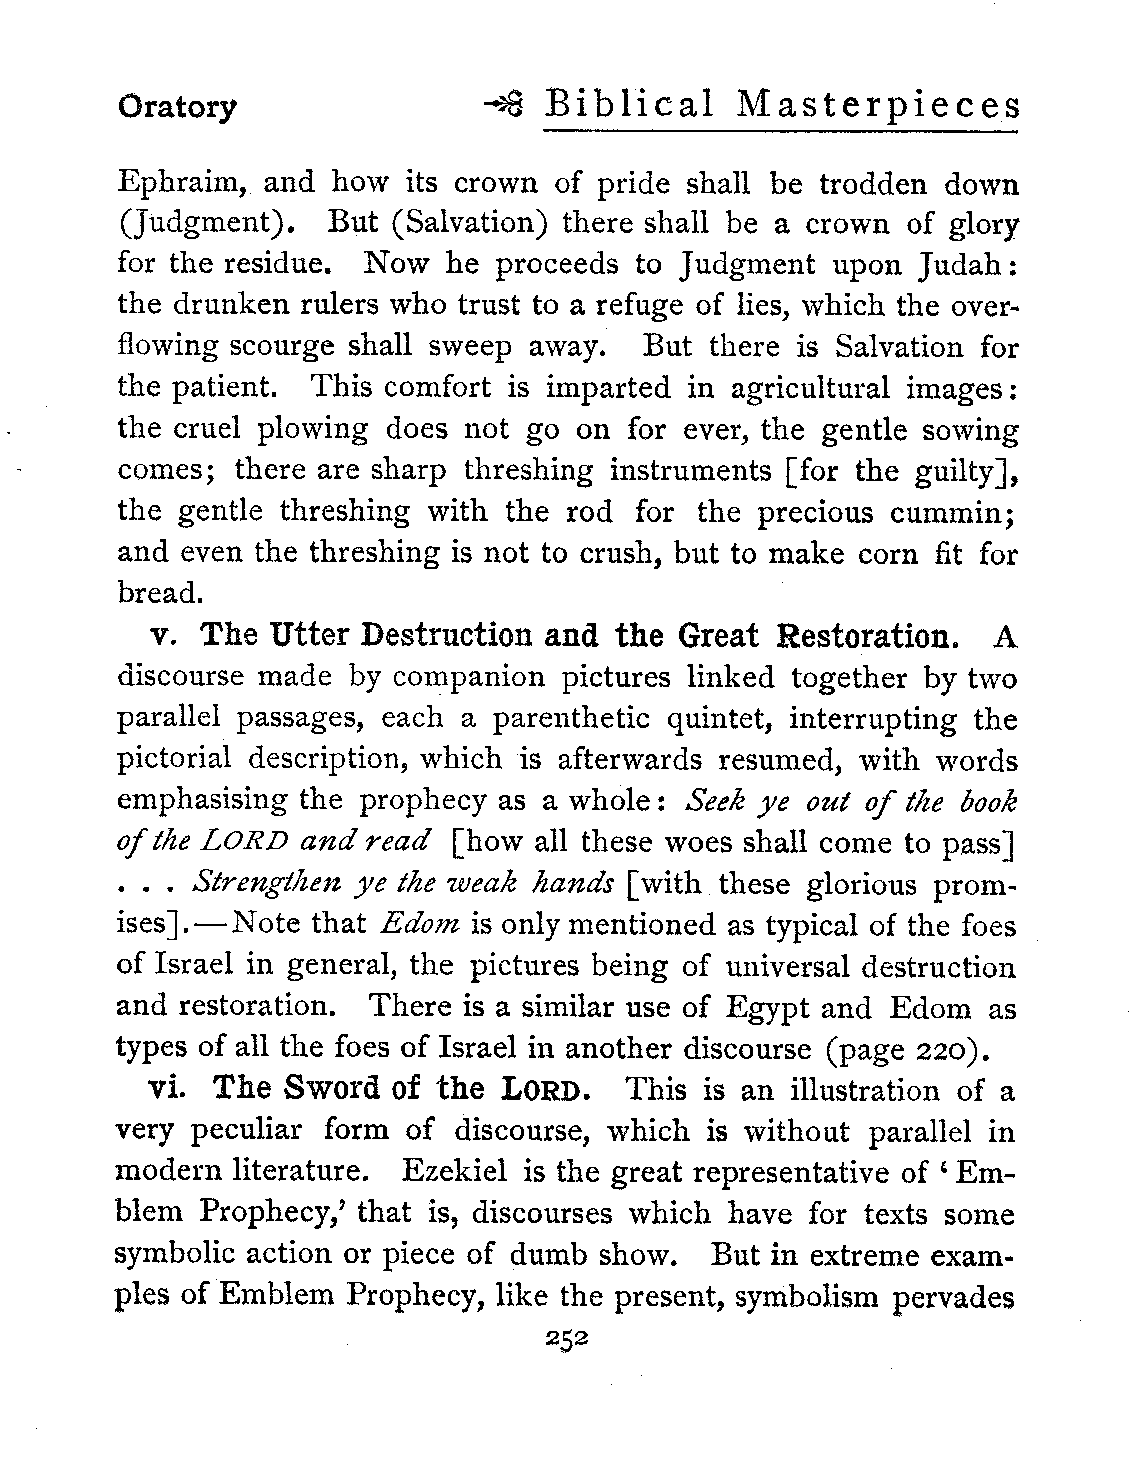 Oratory Biblical Masterpieces
Ephraim, and how its crown of pride shall be trodden down
(Judgment). But (Salvation) there shall be a crown of glory
for the residue. Now he proceeds to Judgment upon Judah:
the drunken rulers who trust to a refuge of lies, which the over-
flowing scourge shall sweep away. But there is Salvation for
the patient. This comfort is imparted in agricultural images:
the cruel plowing does not go on for ever, the gentle sowing
comes; there are sharp threshing instruments [for the guilty],
the gentle threshing with the rod for the precious cummin;
and even the threshing is not to crush, but to make corn fit for
bread.
v. The Utter Destruction and the Great Restoration. A
discourse made by companion pictures linked together by two
parallel passages, each a parenthetic quintet, interrupting the
pictorial description, which is afterwards resumed, with words
emphasising the prophecy as a whole: Seek ye out of the book
of the LORD and read [how all these woes shall come to pass]
. . . Strengthen ye the weak hands [with these glorious prom-
ises].—Note that Edom is only mentioned as typical of the foes
of Israel in general, the pictures being of universal destruction
and restoration. There is a similar use of Egypt and Edom as
types of all the foes of Israel in another discourse (page 220).
vi. The Sword of the LORD. This is an illustration of a
very peculiar form of discourse, which is without parallel in
modern literature. Ezekiel is the great representative of ‘Em-
blem Prophecy,’ that is, discourses which have for texts some
symbolic action or piece of dumb show. But in extreme exam-
ples of Emblem Prophecy, like the present, symbolism pervades
252